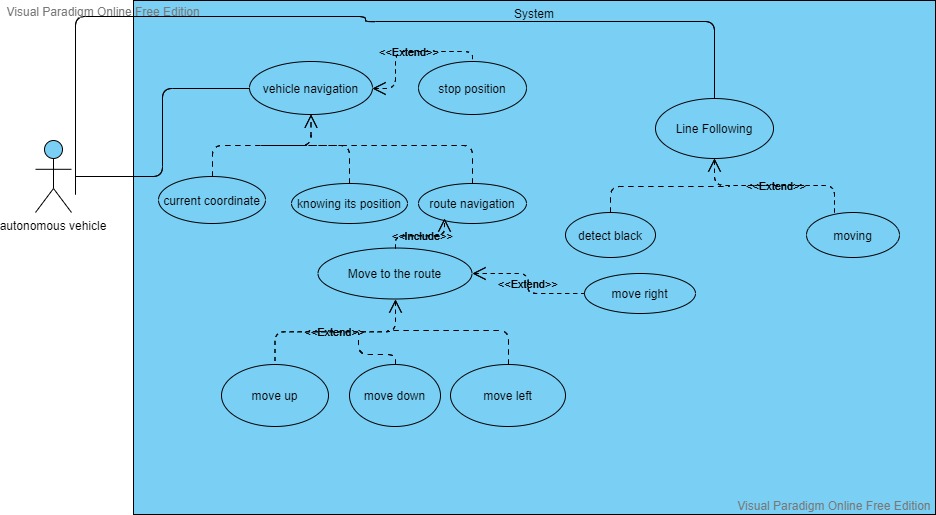 Visual Paradigm Online Free Edition
System
<<Extend>>
vehicle navigation
stop position
Line Following
autonomous vehicle
current coordinate
knowing its position
route navigation
<<Extend>>
detect black
moving
<<Include>>
Move to the route
<<Extend>>
move right
<<Extend>>
move up
move down
move left
Visual Paradigm Online Free Edition